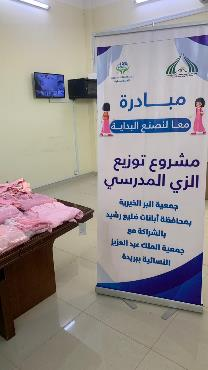 مبادرة
معا لنصنع البداية
مشروع توزيع
الزي المدرسي
جمعية البر الخيرية
بمحافظة أبانات ضليع رشيد
بالشراكة مع
جمعية الملك عبد العزيز
النسائية ببريدة